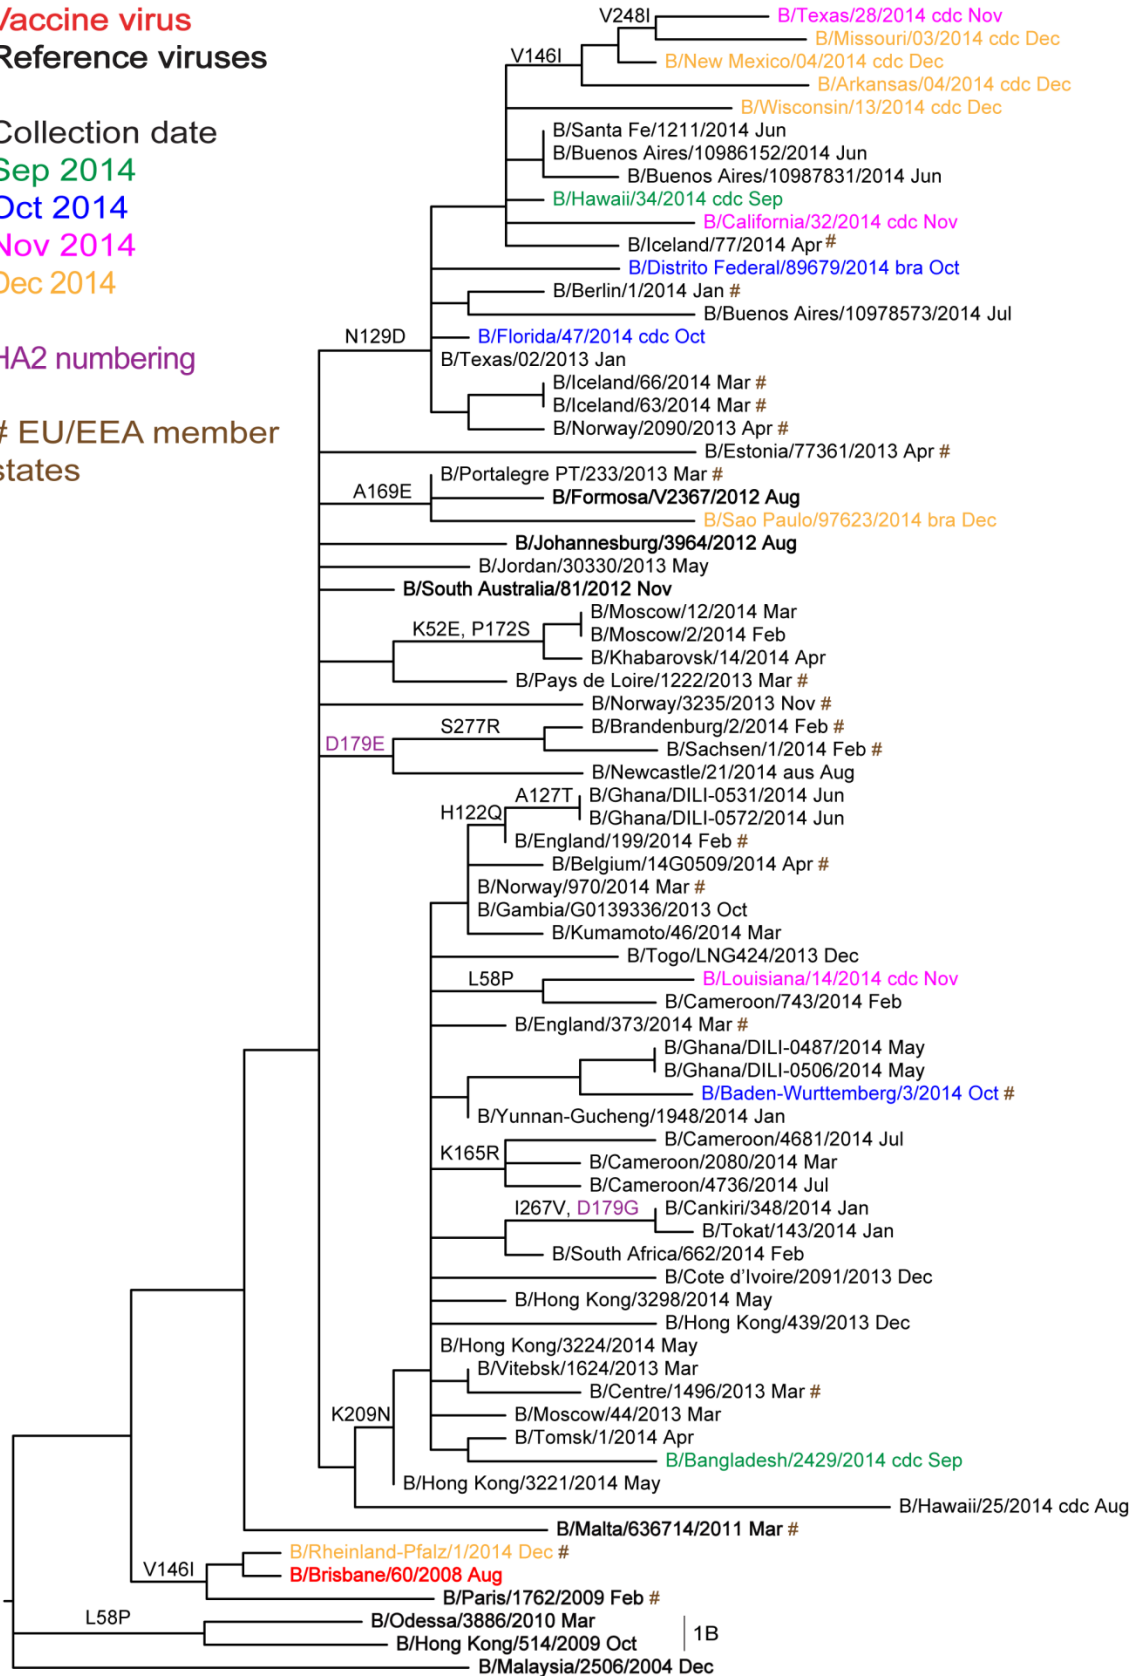 Vaccine virus
Reference viruses
Collection date
Sep 2014
Oct 2014
Nov 2014
Dec 2014
HA2 numbering
# EU/EEA member
states
V248I
B/Texas/28/2014 cdc Nov
B/Missouri/03/2014 cdc Dec
V146I
B/New Mexico/04/2014 cdc Dec
B/Arkansas/04/2014 cdc Dec
B/Wisconsin/13/2014 cdc Dec
B/Santa Fe/1211/2014 Jun
B/Buenos Aires/10986152/2014 Jun
B/Buenos Aires/10987831/2014 Jun
B/Hawaii/34/2014 cdc Sep
B/California/32/2014 cdc Nov
B/Iceland/77/2014 Apr #
B/Distrito Federal/89679/2014 bra Oct
B/Berlin/1/2014 Jan #
B/Buenos Aires/10978573/2014 Jul
N129D
B/Florida/47/2014 cdc Oct
B/Texas/02/2013 Jan
B/Iceland/66/2014 Mar #
B/Iceland/63/2014 Mar #
B/Norway/2090/2013 Apr #
B/Estonia/77361/2013 Apr #
B/Portalegre PT/233/2013 Mar #
A169E
B/Formosa/V2367/2012 Aug
B/Sao Paulo/97623/2014 bra Dec
B/Johannesburg/3964/2012 Aug
B/Jordan/30330/2013 May
B/South Australia/81/2012 Nov
B/Moscow/12/2014 Mar
K52E, P172S
B/Moscow/2/2014 Feb
B/Khabarovsk/14/2014 Apr
B/Pays de Loire/1222/2013 Mar #
B/Norway/3235/2013 Nov #
S277R
B/Brandenburg/2/2014 Feb #
D179E
B/Sachsen/1/2014 Feb #
B/Newcastle/21/2014 aus Aug
A127T
B/Ghana/DILI-0531/2014 Jun
H122Q
B/Ghana/DILI-0572/2014 Jun
B/England/199/2014 Feb #
B/Belgium/14G0509/2014 Apr #
B/Norway/970/2014 Mar #
B/Gambia/G0139336/2013 Oct
B/Kumamoto/46/2014 Mar
B/Togo/LNG424/2013 Dec
L58P
B/Louisiana/14/2014 cdc Nov
B/Cameroon/743/2014 Feb
B/England/373/2014 Mar #
B/Ghana/DILI-0487/2014 May
B/Ghana/DILI-0506/2014 May
B/Baden-Wurttemberg/3/2014 Oct #
B/Yunnan-Gucheng/1948/2014 Jan
B/Cameroon/4681/2014 Jul
K165R
B/Cameroon/2080/2014 Mar
B/Cameroon/4736/2014 Jul
I267V, D179G
B/Cankiri/348/2014 Jan
B/Tokat/143/2014 Jan
B/South Africa/662/2014 Feb
B/Cote d'Ivoire/2091/2013 Dec
B/Hong Kong/3298/2014 May
B/Hong Kong/439/2013 Dec
B/Hong Kong/3224/2014 May
B/Vitebsk/1624/2013 Mar
B/Centre/1496/2013 Mar #
K209N
B/Moscow/44/2013 Mar
B/Tomsk/1/2014 Apr
B/Bangladesh/2429/2014 cdc Sep
B/Hong Kong/3221/2014 May
B/Hawaii/25/2014 cdc Aug
B/Malta/636714/2011 Mar #
B/Rheinland-Pfalz/1/2014 Dec #
V146I
B/Brisbane/60/2008 Aug
B/Paris/1762/2009 Feb #
L58P
B/Odessa/3886/2010 Mar
1B
B/Hong Kong/514/2009 Oct
B/Malaysia/2506/2004 Dec